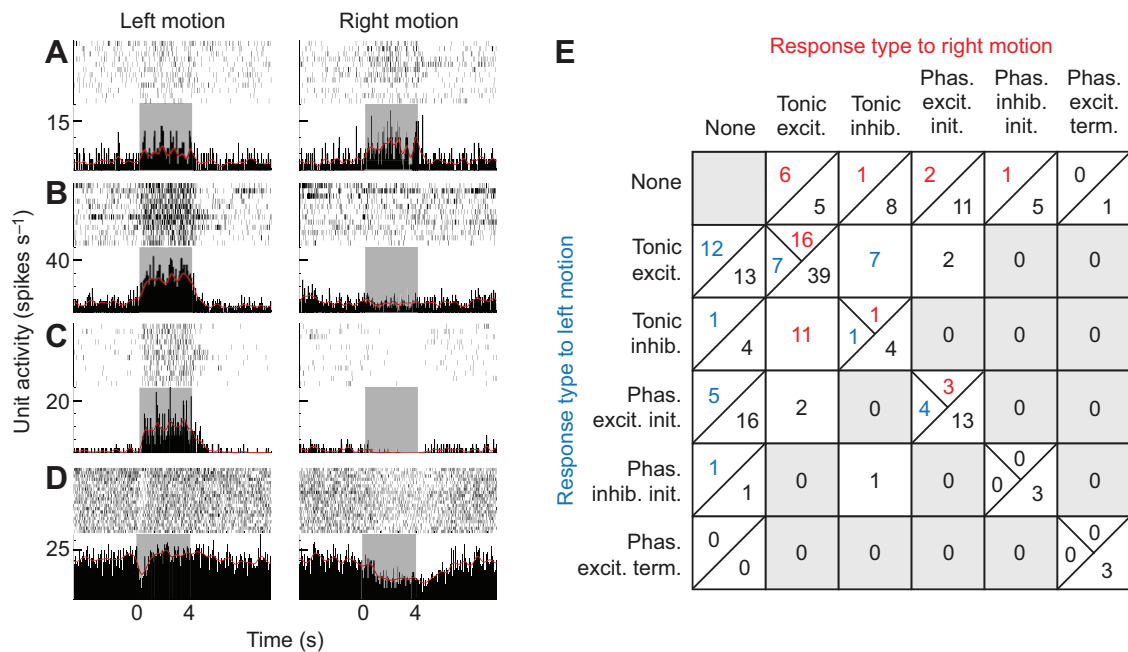 Left motion
Right motion
A
15
B
40
C
20
D
25
0 4
0 4
Time (s)
Unit activity (spikes s−1)
E
Response type to right motion
None
Tonic excit.
Tonic inhib.
Phas. excit. init.
Phas. inhib. init.
Phas. excit. term.
Response type to left motion
None
6 5
1 8
2 11
1 5
0 1
Tonic excit.
12 13
16 7 39
7
2
0
0
Tonic inhib.
1 4
11
1 1 4
0
0
0
Phas. excit. init.
5 16
2
0
3 4 13
0
0
Phas. inhib. init.
1 1
0
1
0
0 0 3
0
Phas. excit. term.
0 0
0
0
0
0
0 0 3